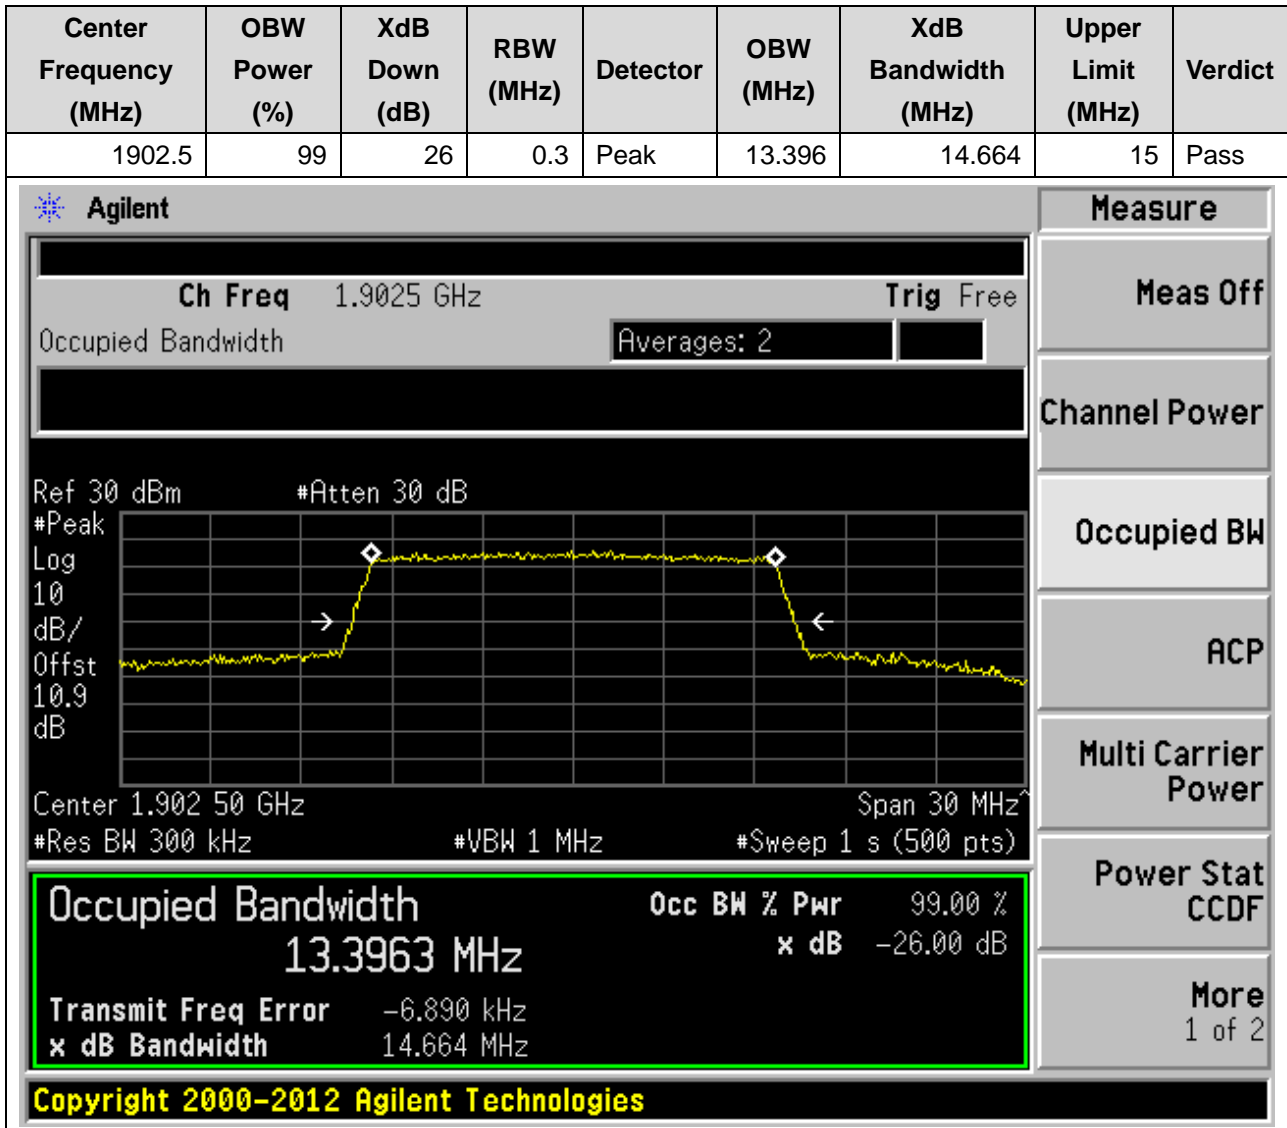 Center Frequency (MHz) OBW Power (%) XdB Down (dB) RBW (MHz) Detector OBW (MHz) XdB Bandwidth (MHz) Upper Limit (MHz) Verdict
1902.5 99 26 0.3 Peak 13.396 14.664 15 Pass
Agilent
Measure
Ch Freq 1.9025 GHz Trig Free
Occupied Bandwidth Averages: 2
Meas Off
Channel Power
Occupied BW
ACP
Multi Carrier
Power
Power Stat
CCDF
More
1 of 2
Ref 30 dBm #Atten 30 dB
#Peak
Log
10
dB/
Offst
10.9
dB
Center 1.902 50 GHz Span 30 MHz^
#Res BW 300 kHz #VBW 1 MHz #Sweep 1 s (500 pts)
Occupied Bandwidth
13.3963 MHz
Occ BW % Pwr 99.00 %
x dB -26.00 dB
Transmit Freq Error -6.890 kHz
x dB Bandwidth 14.664 MHz
Copyright 2000-2012 Agilent Technologies